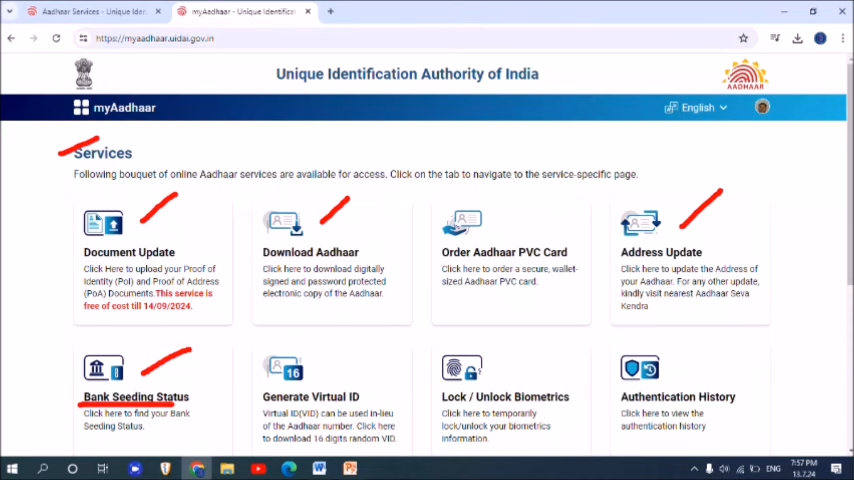 Aadhaar Services - Unique Iden
myAadhaar - Unique Identificat
https://myaadhaar.uidai.gov.in
Unique Identification Authority of India
AADHAAR
myAadhaar
English
Services
Following bouquet of online Aadhaar services are available for access. Click on the tab to navigate to the service-specific page.
Document Update
Click Here to upload your Proof of
Identity (PoI) and Proof of Address
(PoA) Documents. This service is
free of cost till 14/09/2024.
Download Aadhaar
Click here to download digitally
signed and password protected
electronic copy of the Aadhaar.
Order Aadhaar PVC Card
Click here to order a secure, wallet-
sized Aadhaar PVC card.
Address Update
Click here to update the Address of
your Aadhaar. For any other update,
kindly visit nearest Aadhaar Seva
Kendra
Bank Seeding Status
Click here to find your Bank
Seeding Status.
16
Generate Virtual ID
Virtual ID(VID) can be used in-lieu
of the Aadhaar number. Click here
to download 16 digits random VID.
Lock / Unlock Biometrics
Click here to temporarily
lock/unlock your biometrics
information.
Authentication History
Click here to view the
authentication history
ENG
7:57 PM
13.7.24